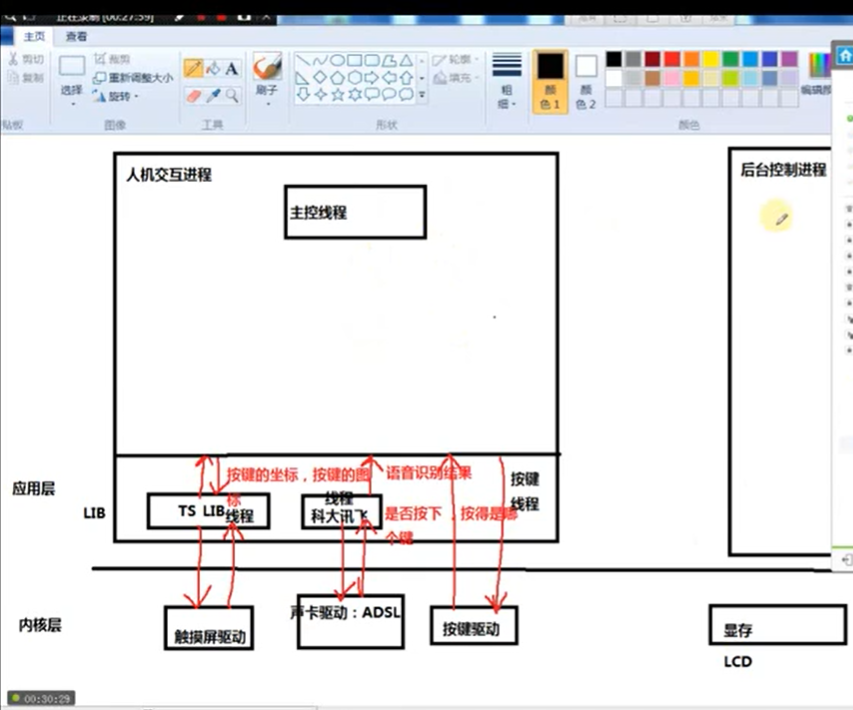 正在录制 [00:27:59]
主页 查看
剪切
复制
贴板
选择
裁剪
重新调整大小
旋转
图像
A
工具
刷子
形状
轮廓
填充
粗
细
颜
色 1
颜
色 2
颜色
人机交互进程
主控线程
后台控制进程
按键的坐标，按键的图
标
语音识别结果
按键
线程
应用层
LIB
TS LIB
线程
线程
科大讯飞
是否按下，按得是哪
个键
内核层
触摸屏驱动
声卡驱动：ADSL
按键驱动
显存
LCD
00:30:29